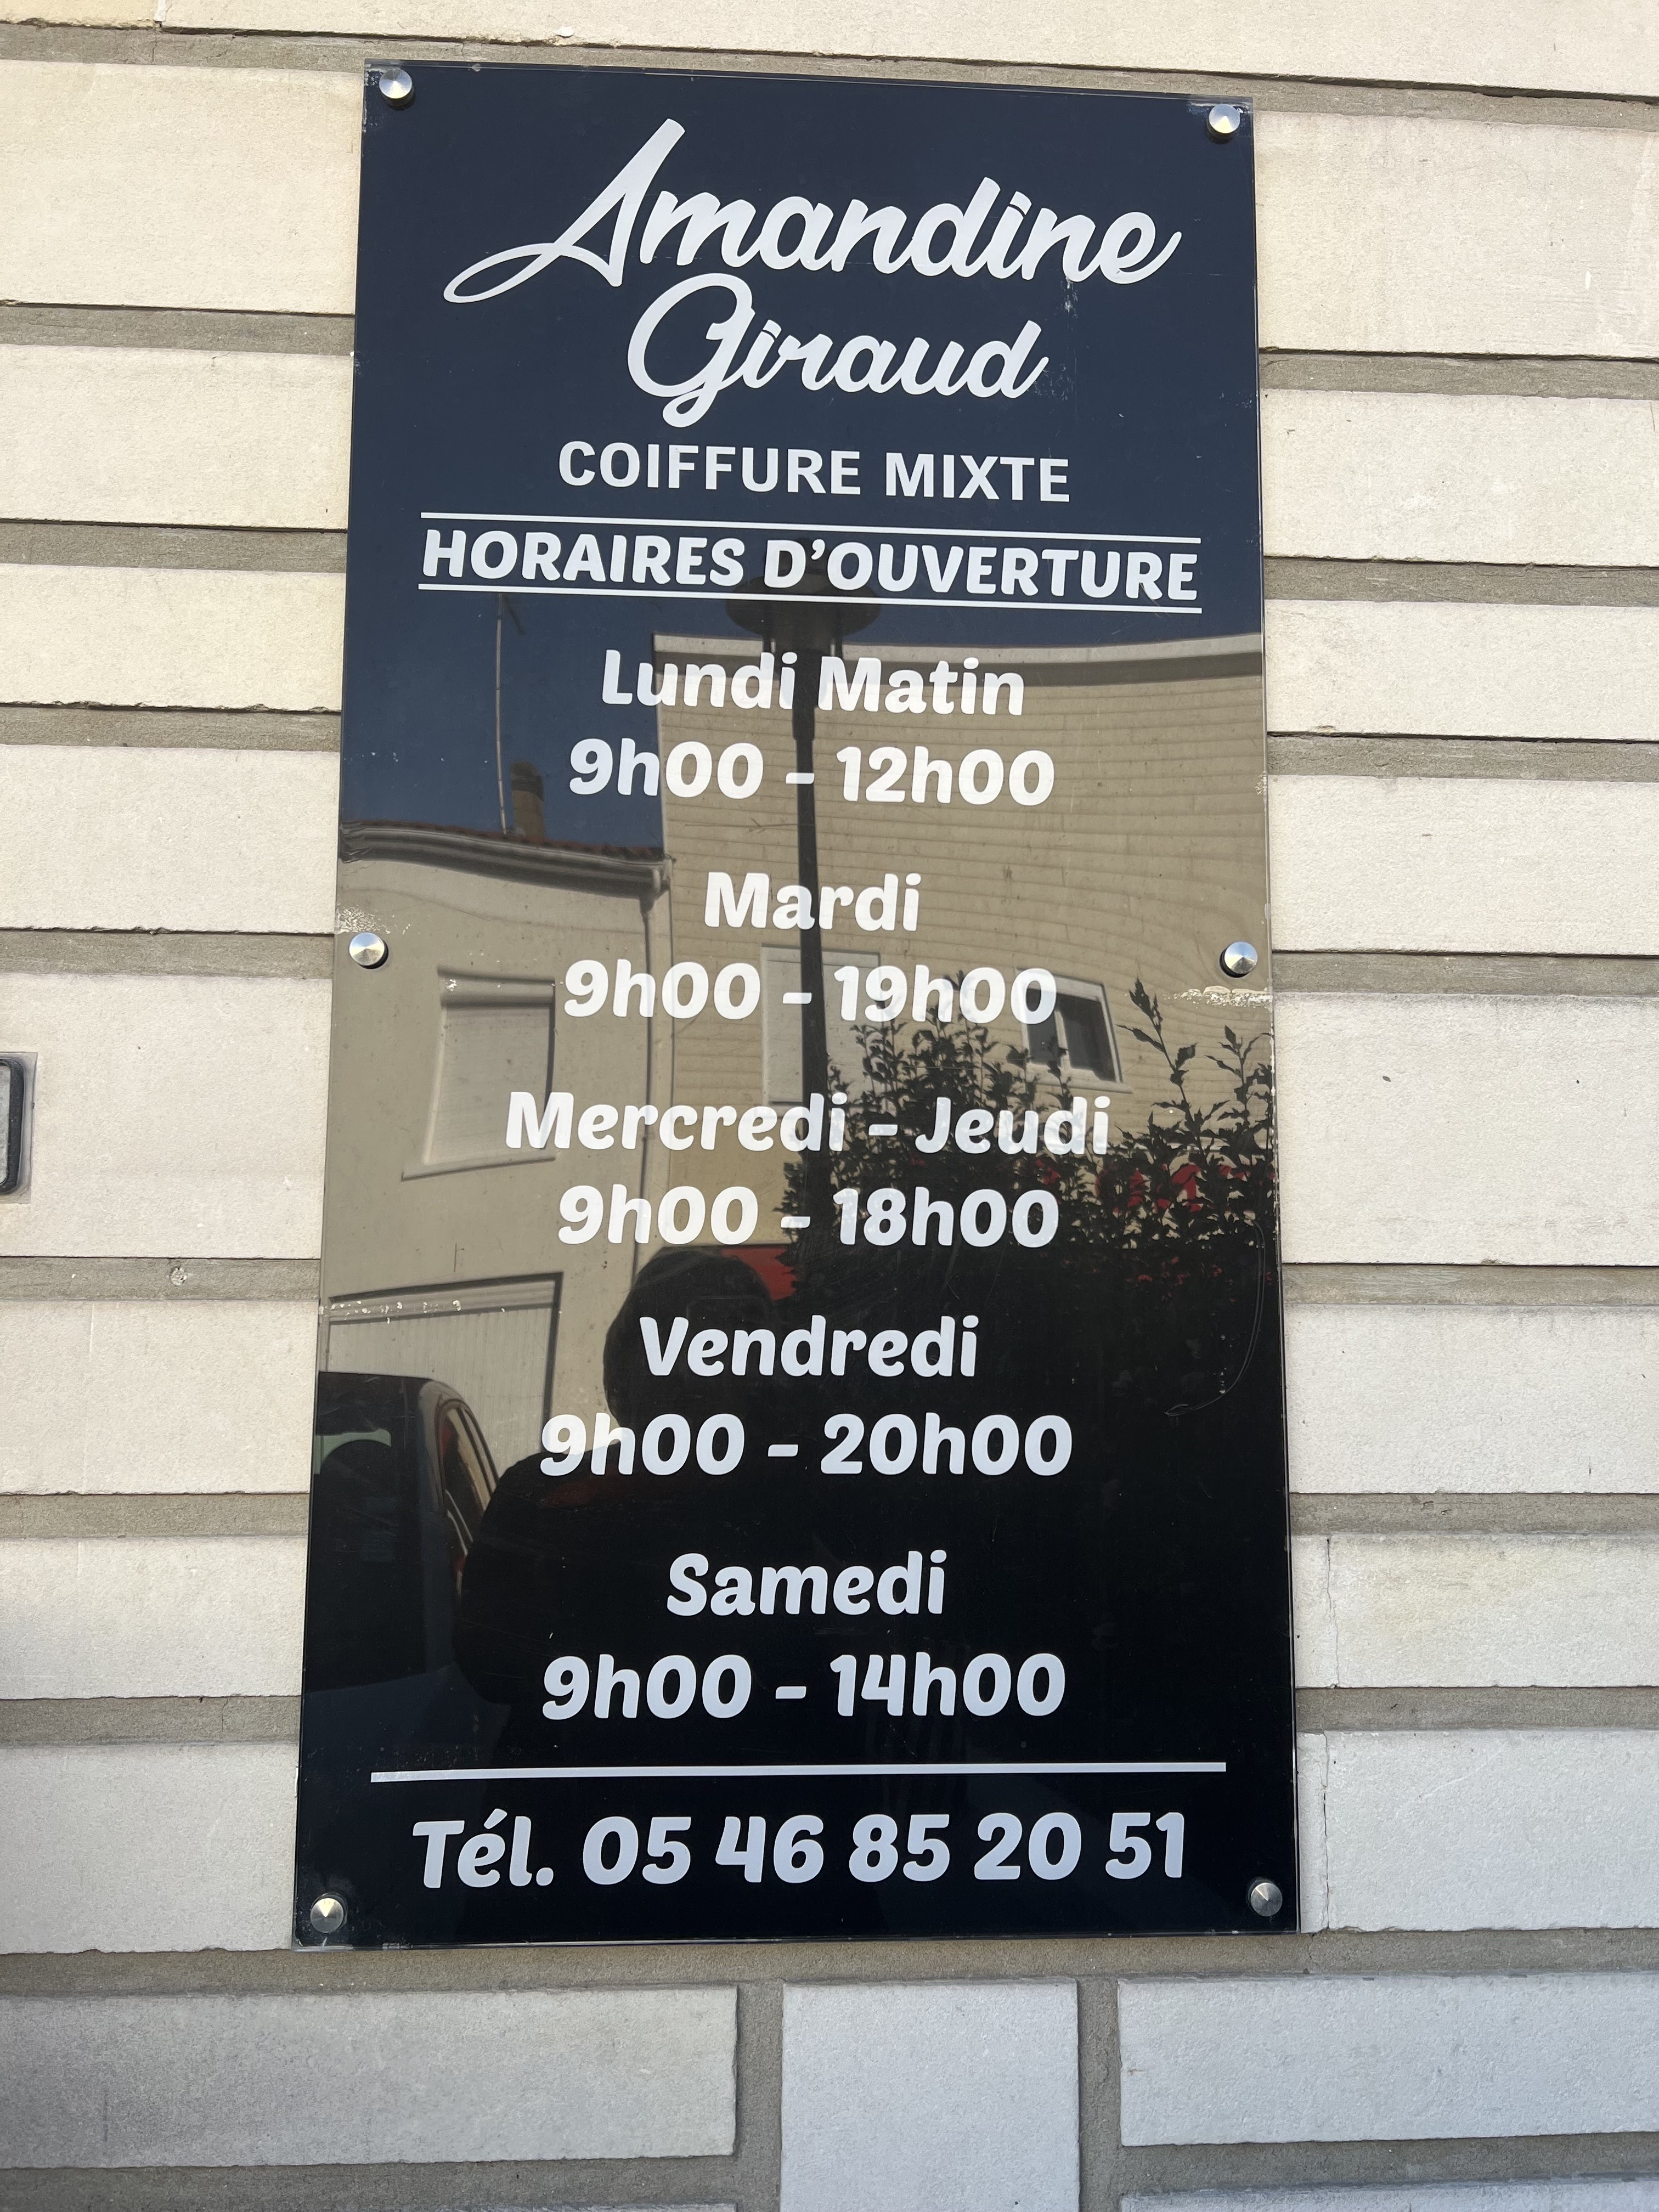 Amandine
Giraud
COIFFURE MIXTE
HORAIRES D'OUVERTURE
Lundi Matin
9h00 - 12h00
Mardi
9h00 - 19h00
Mercredi - Jeudi
9h00 - 18h00
Vendredi
9h00 - 20h00
Samedi
9h00 - 14h00
Tél. 05 46 85 20 51